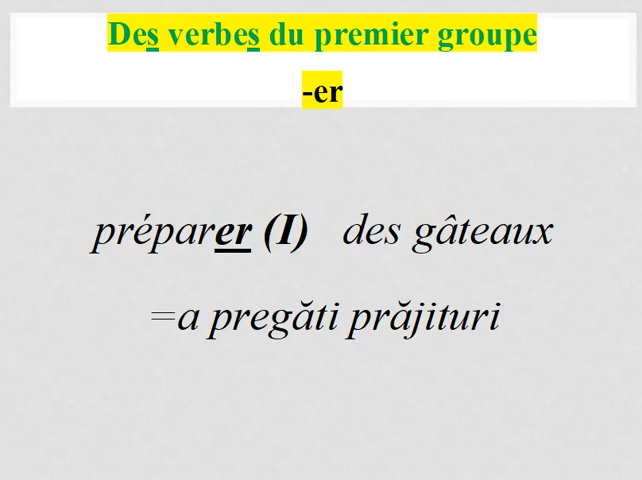 Des verbes du premier groupe
-er
préparer (I) des gâteaux
=a pregăti prăjituri